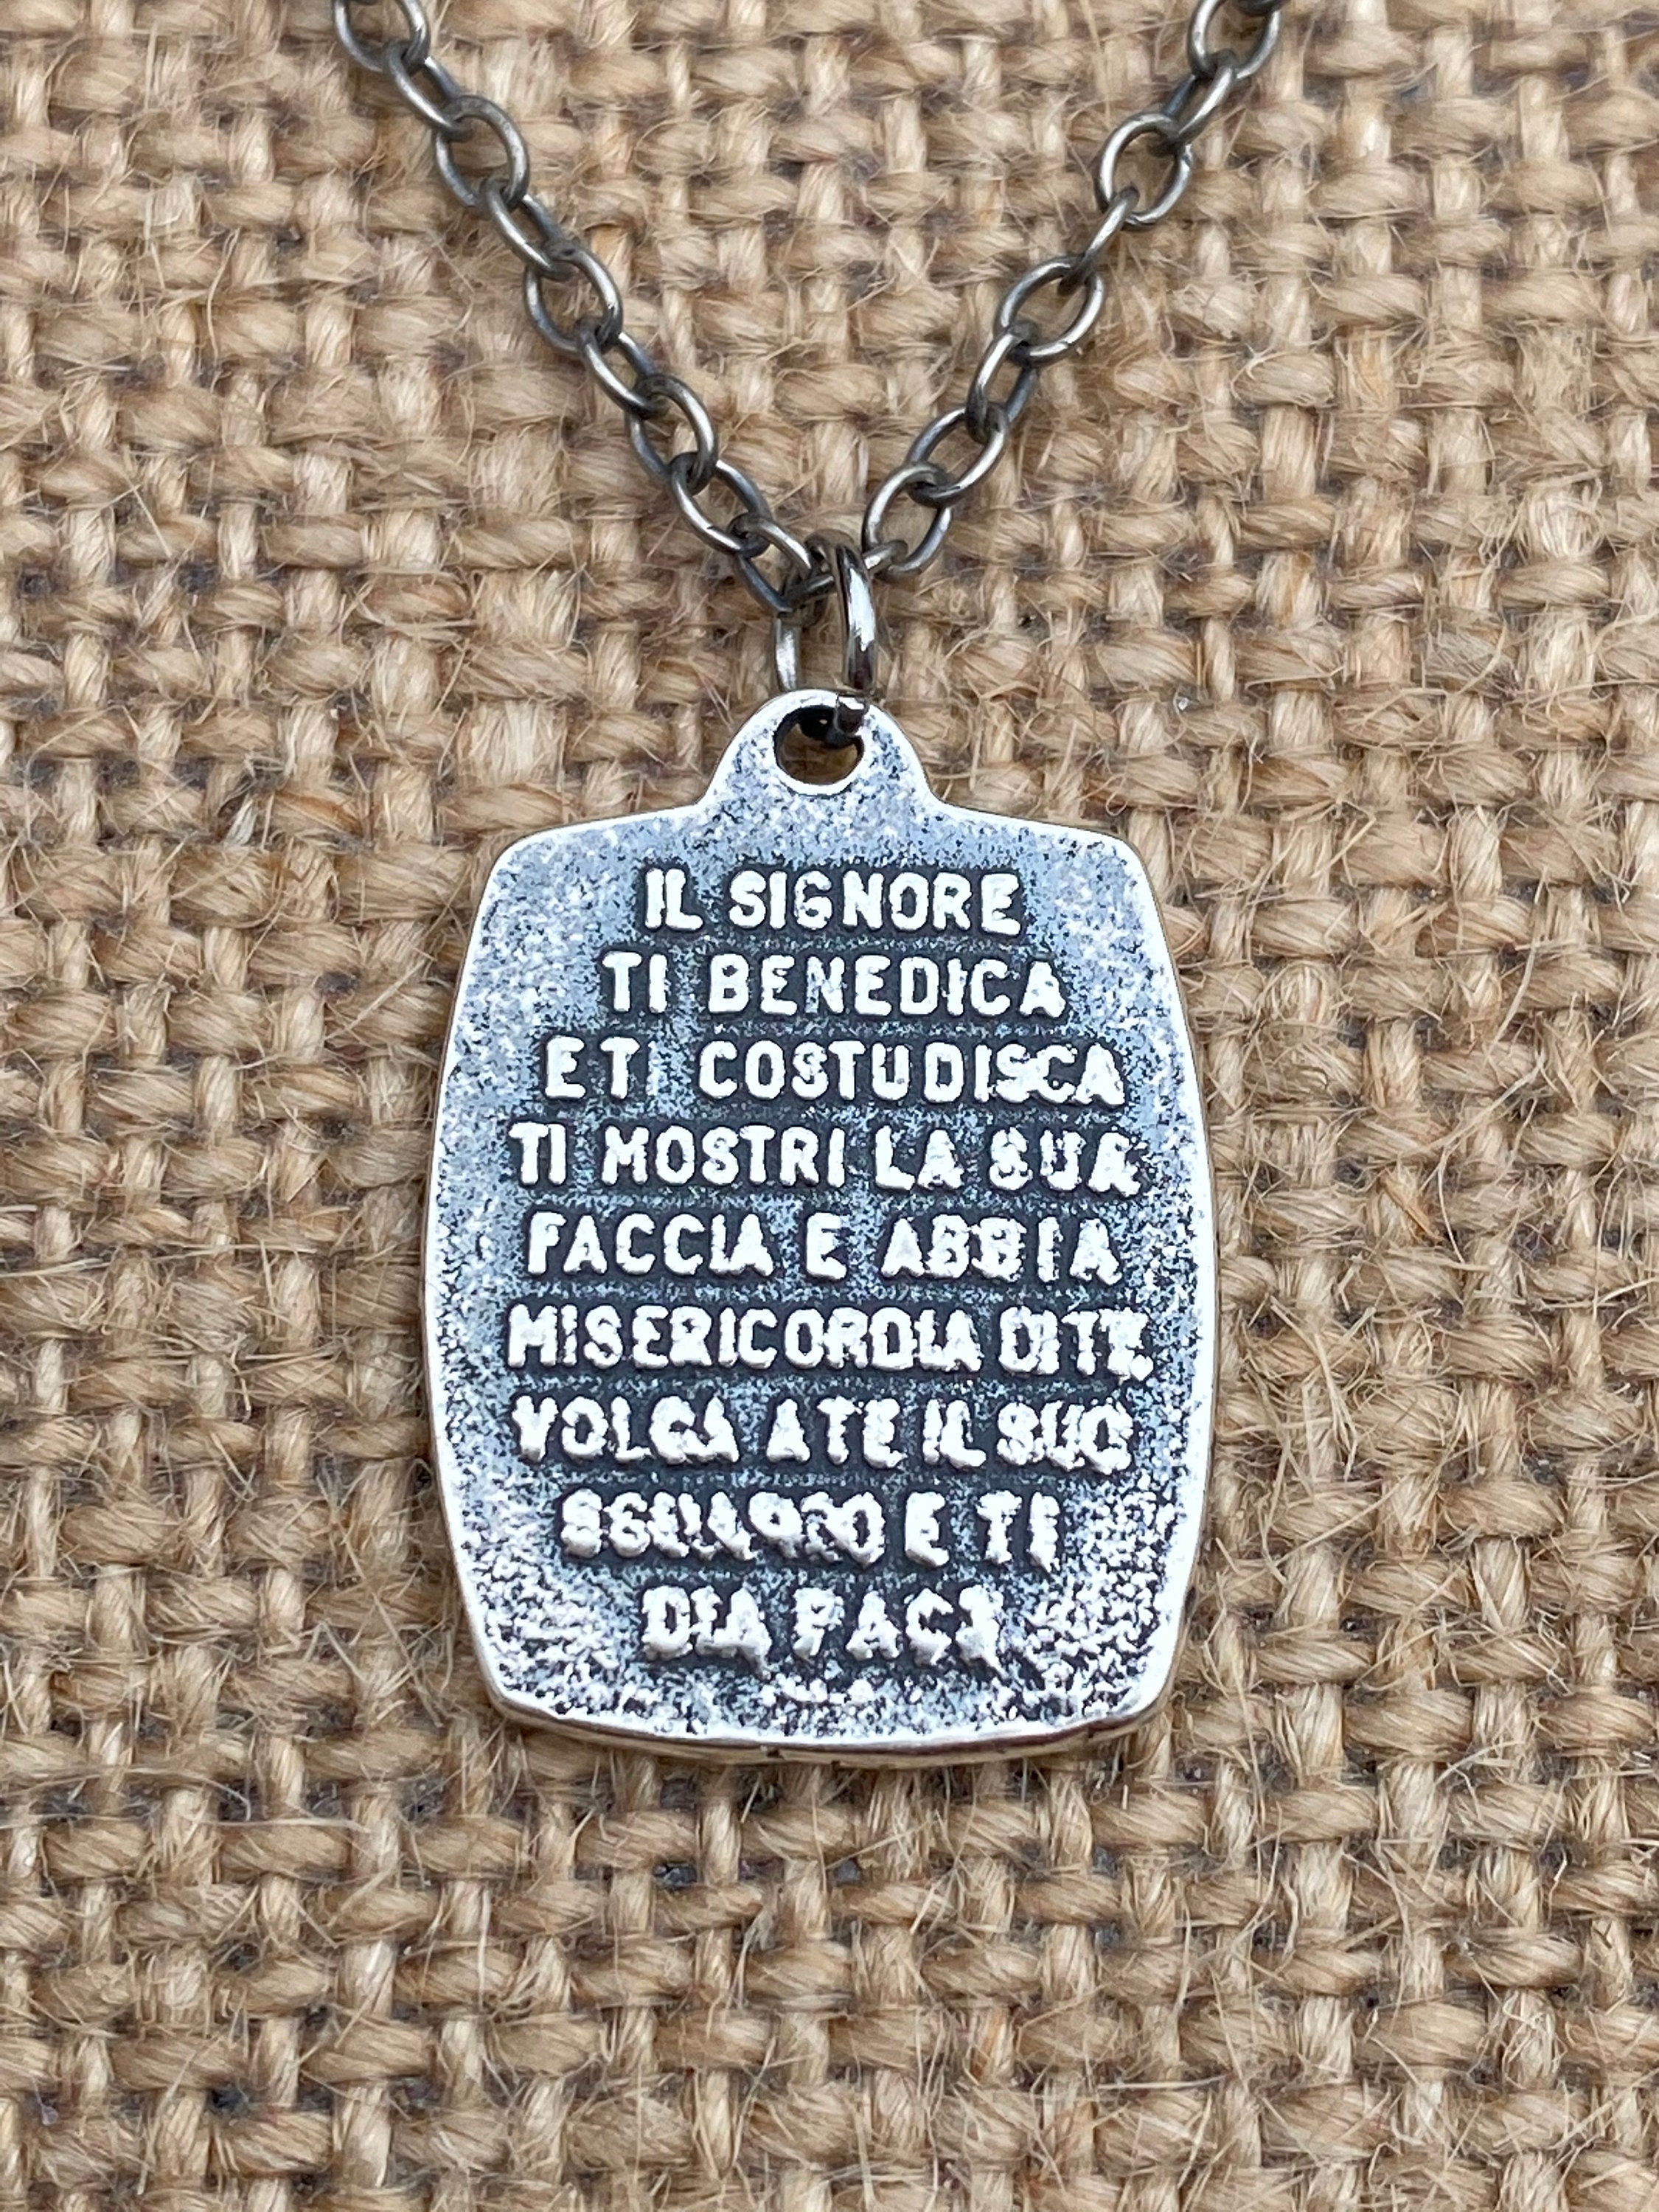 IL SIGNORE
TI BENEDICA
E TI COSTUDISCA
TI MOSTRI LA SUA
FACCIA E ABBIA
MISERICORDIA DI TE.
VOLGA A TE IL SUO
SGUARDO E TI
DIA PACE